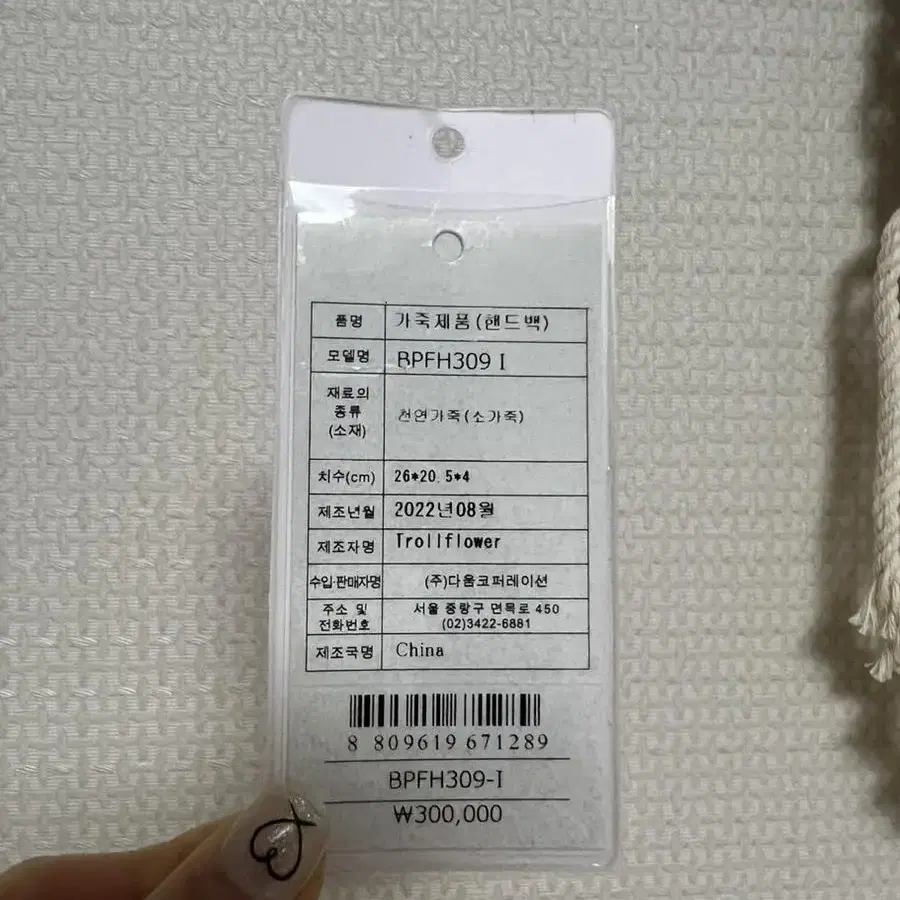 품명 가죽제품(핸드백)
모델명 BPFH309 I
재료의
종류
(소재) 천연가죽(소가죽)
치수(cm) 26*20.5*4
제조년월 2022년08월
제조자명 Trollflower
수입·판매자명 (주)다움코퍼레이션
주소 및 서울 중랑구 면목로 450
전화번호 (02)3422-6881
제조국명 China
8 809619 671289
BPFH309-I
₩300,000